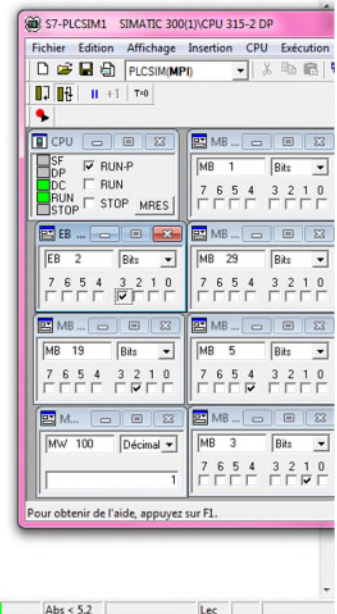 S7-PLCSIM1 SIMATIC 300(1)\CPU 315-2 DP
Fichier Edition Affichage Insertion CPU Exécution
PLCSIM(MPI)
+1 T=0
CPU
MB ...
SF
DP
DC
RUN
STOP
RUN-P
RUN
STOP MRES
MB 1 Bits
7 6 5 4 3 2 1 0
EB ...
MB ...
EB 2 Bits
7 6 5 4 3 2 1 0
MB 29 Bits
7 6 5 4 3 2 1 0
MB ...
MB ...
MB 19 Bits
7 6 5 4 3 2 1 0
MB 5 Bits
7 6 5 4 3 2 1 0
M...
MB ...
MW 100 Décimal
1
MB 3 Bits
7 6 5 4 3 2 1 0
Pour obtenir de l'aide, appuyez sur F1.
Abs < 5.2 Lec